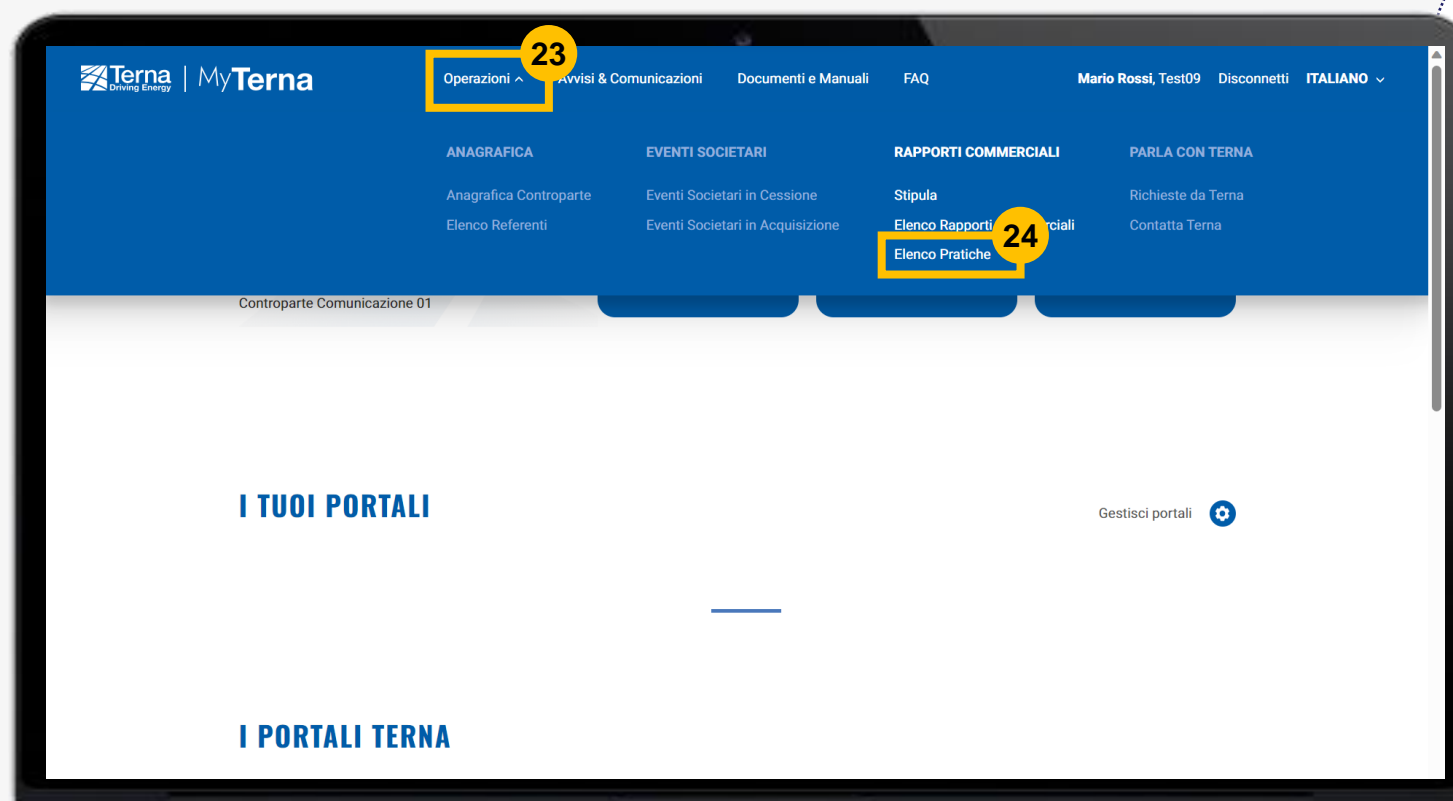 23
Terna Driving Energy | MyTerna
Operazioni
Avvisi & Comunicazioni
Documenti e Manuali
FAQ
Mario Rossi, Test09
Disconnetti
ITALIANO
ANAGRAFICA
Anagrafica Controparte
Elenco Referenti
EVENTI SOCIETARI
Eventi Societari in Cessione
Eventi Societari in Acquisizione
RAPPORTI COMMERCIALI
Stipula
Elenco Rapporti rciali
24
Elenco Pratiche
PARLA CON TERNA
Richieste da Terna
Contatta Terna
Controparte Comunicazione 01
I TUOI PORTALI
Gestisci portali
I PORTALI TERNA